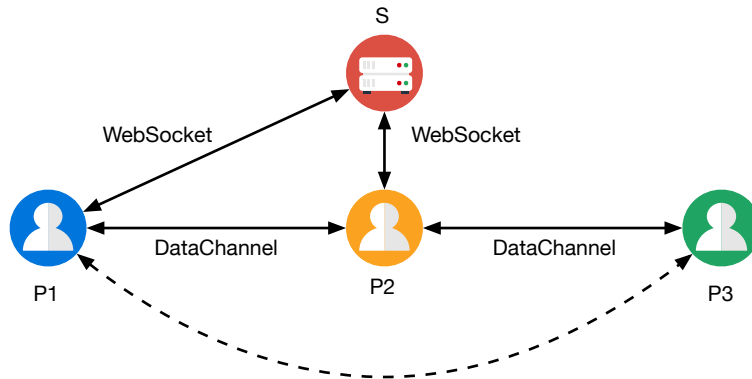 S
WebSocket
WebSocket
DataChannel
DataChannel
P1
P2
P3